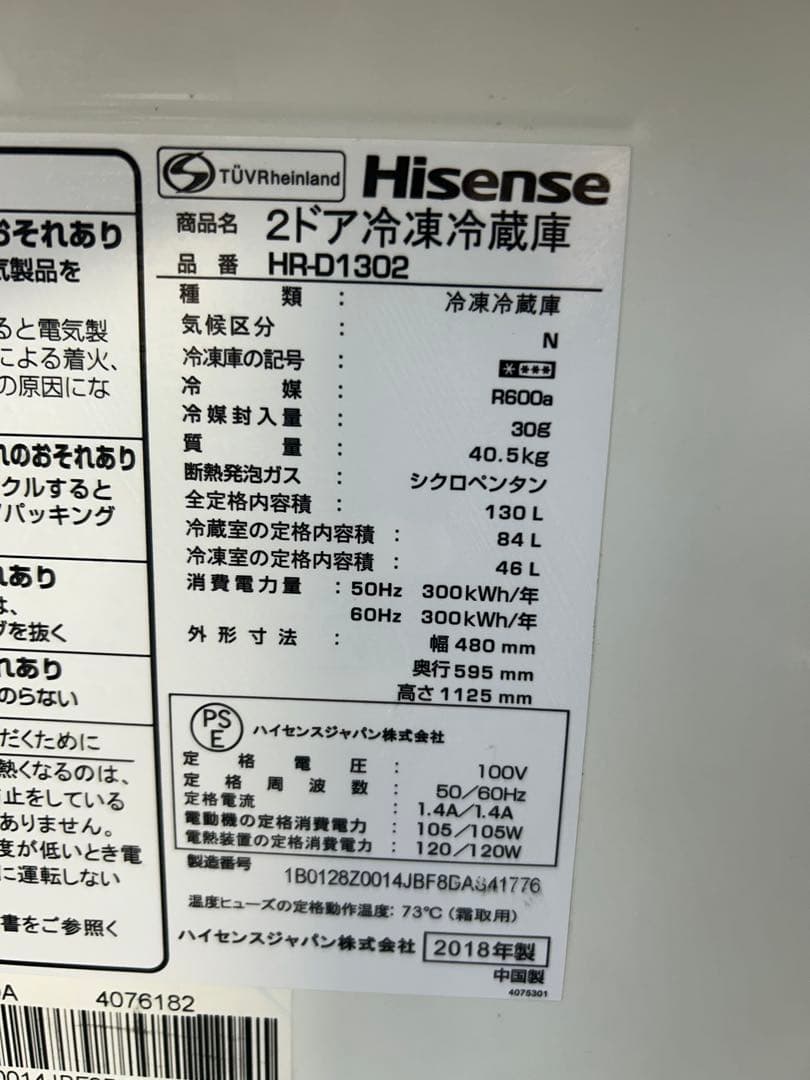 おそれあり
気製品を
ると電気製
による着火、
の原因にな
れのおそれあり
クルすると
パッキング
れあり
は、
グを抜く
れあり
のらない
だくために
熱くなるのは、
止をしている
ありません。
度が低いとき電
に運転しない
書をご参照く
TÜVRheinland
Hisense
商品名 2ドア冷凍冷蔵庫
品番 HR-D1302
種類 : 冷凍冷蔵庫
気候区分 : N
冷凍庫の記号 : ****
冷媒 : R600a
冷媒封入量 : 30g
質量 : 40.5kg
断熱発泡ガス : シクロペンタン
全定格内容積 : 130 L
冷蔵室の定格内容積 : 84 L
冷凍室の定格内容積 : 46 L
消費電力量 : 50Hz 300kWh/年
60Hz 300kWh/年
外形寸法 : 幅 480 mm
奥行 595 mm
高さ 1125 mm
PSE ハイセンスジャパン株式会社
定格電圧 : 100V
定格周波数 : 50/60Hz
定格電流 : 1.4A/1.4A
電動機の定格消費電力 : 105/105W
電熱装置の定格消費電力 : 120/120W
製造番号
1B0128Z0014JBF8DAS41776
温度ヒューズの定格動作温度: 73℃ (霜取用)
ハイセンスジャパン株式会社 2018年製
中国製
4075301
4076182